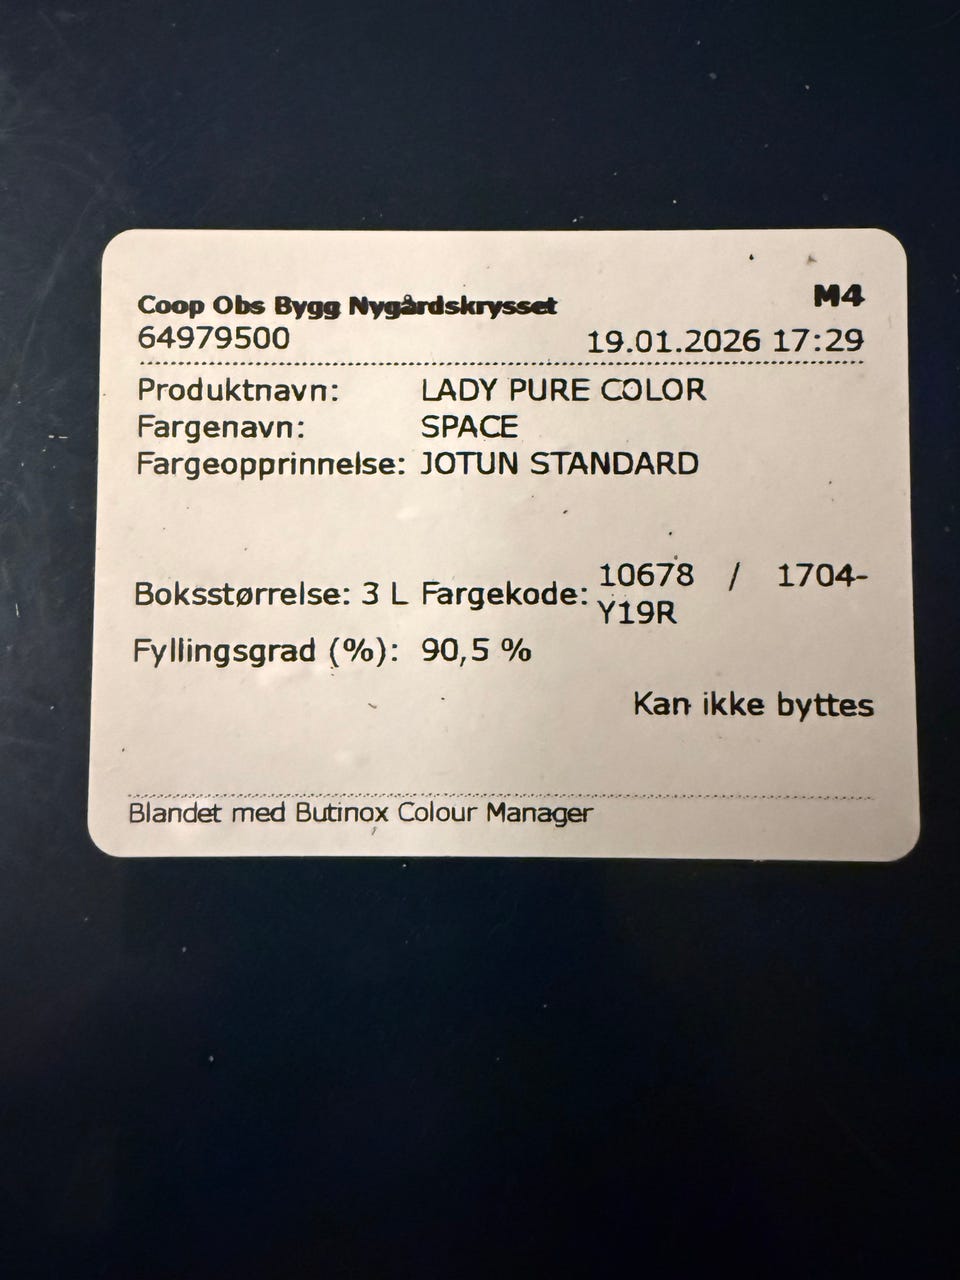 Coop Obs Bygg Nygårdskrysset M4
64979500 19.01.2026 17:29
Produktnavn: LADY PURE COLOR
Fargenavn: SPACE
Fargeopprinnelse: JOTUN STANDARD
Boksstørrelse: 3 L Fargekode: 10678 / 1704-
Y19R
Fyllingsgrad (%): 90,5 %
Kan ikke byttes
Blandet med Butinox Colour Manager